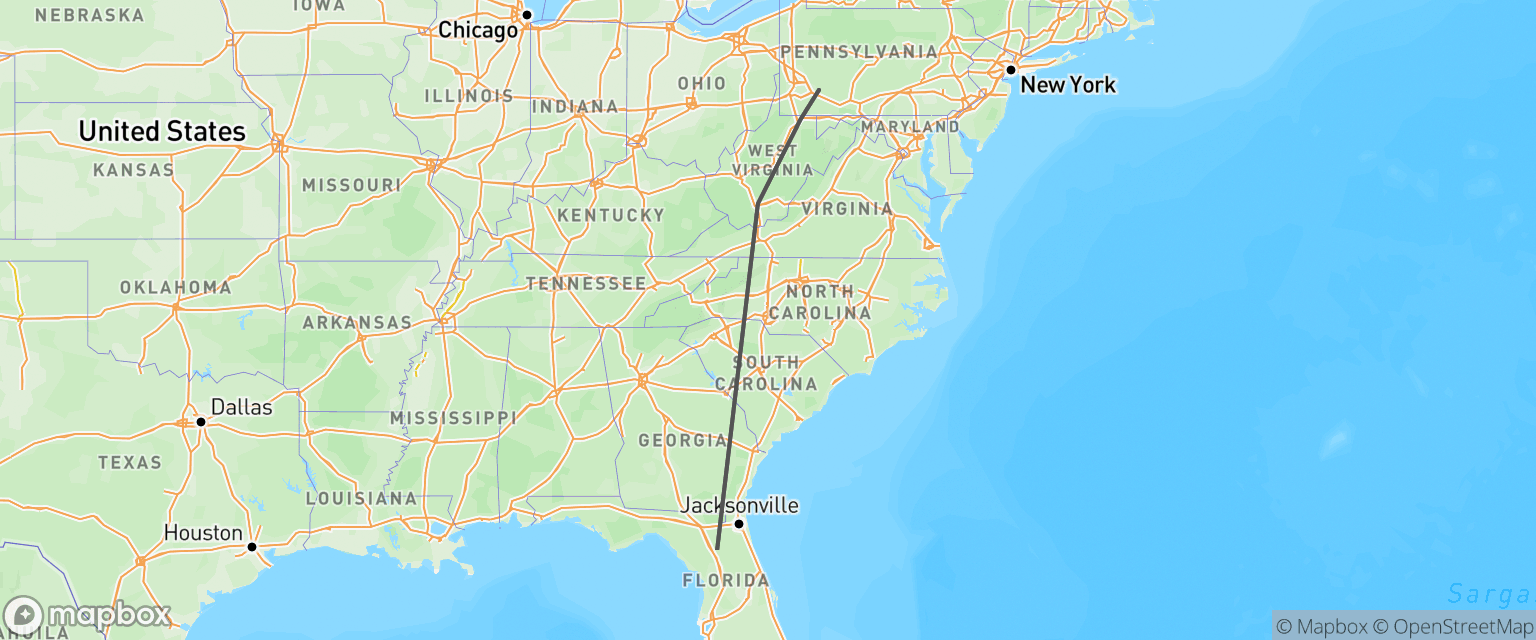 NEBRASKA
IOWA
Chicago
PENNSYLVANIA
New York
OHIO
ILLINOIS
INDIANA
United States
MARYLAND
WEST
VIRGINIA
KANSAS
MISSOURI
KENTUCKY
VIRGINIA
TENNESSEE
OKLAHOMA
NORTH
CAROLINA
ARKANSAS
SOUTH
CAROLINA
Dallas
MISSISSIPPI
GEORGIA
TEXAS
LOUISIANA
Jacksonville
Houston
FLORIDA
Sarga
mapbox
© Mapbox © OpenStreetMap